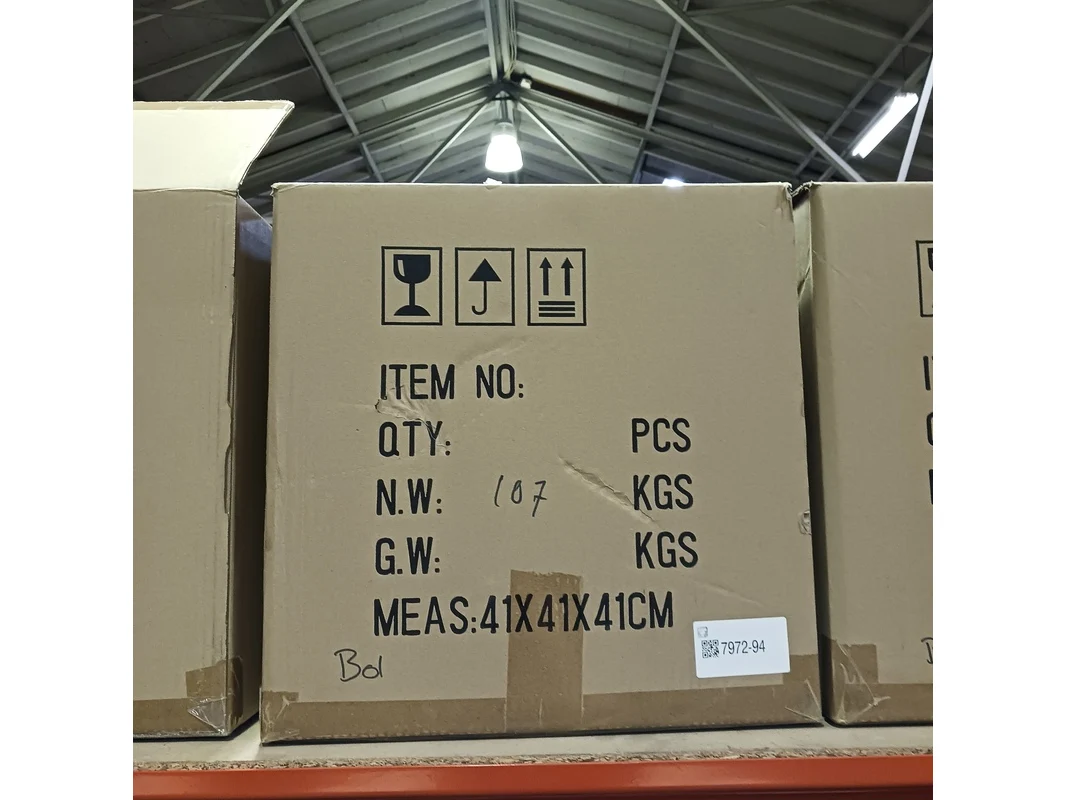 ITEM NO:
QTY: PCS
N.W: 107 KGS
G.W: KGS
MEAS:41X41X41CM
7972-94
Bol